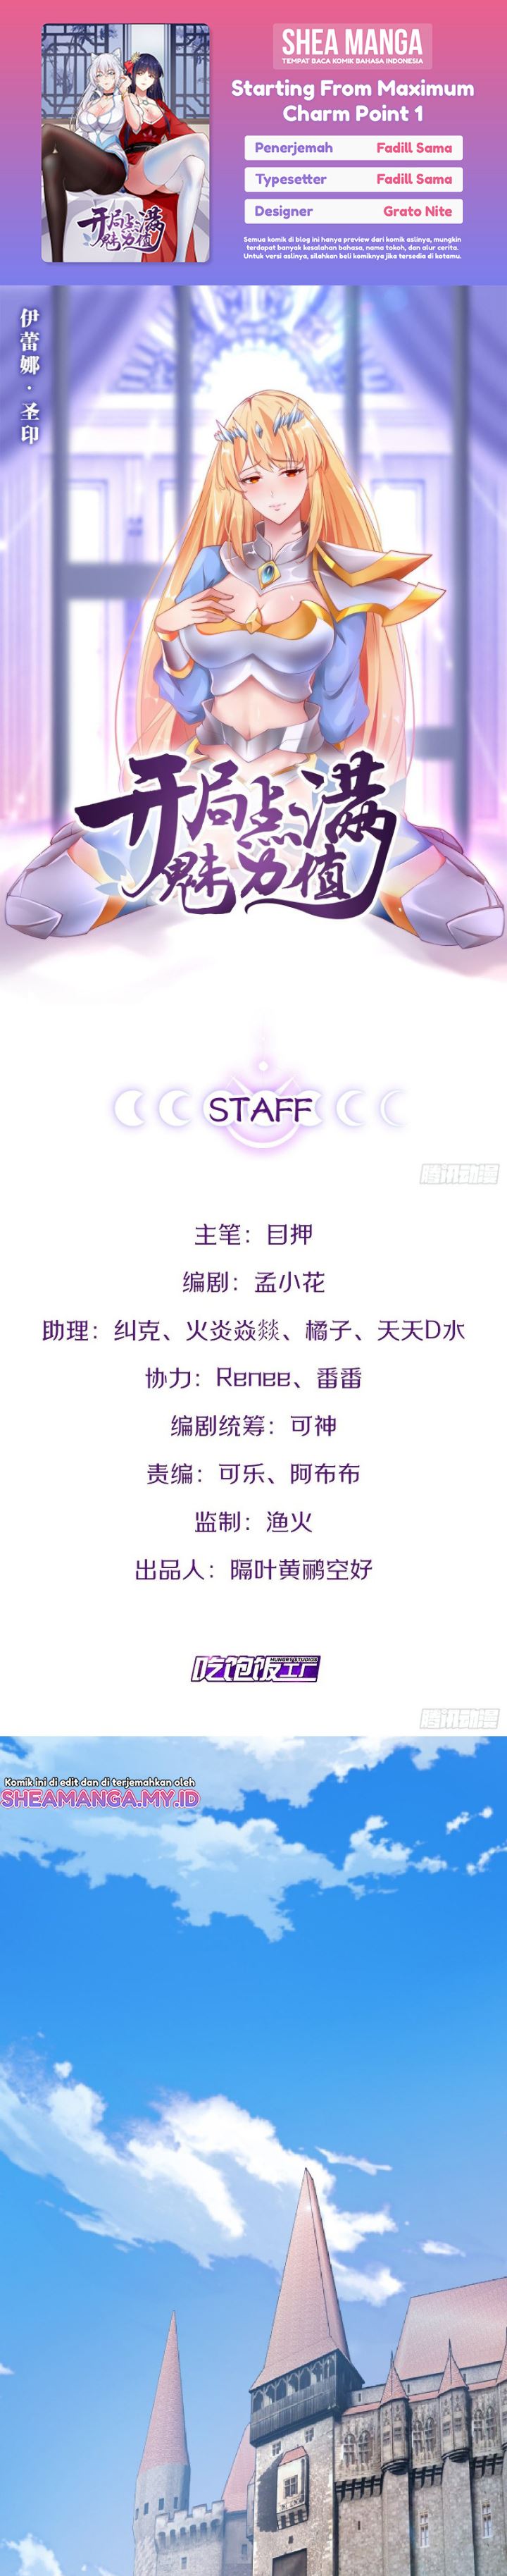 SHEA MANGA
TEMPAT BACA KOMIK BAHASA INDONESIA
Starting From Maximum
Charm Point 1
Penerjemah Fadill Sama
Typesetter Fadill Sama
Designer Grato Nite
Semua komik di blog ini hanya preview dari komik aslinya, mungkin
terdapat banyak kesalahan bahasa, nama tokoh, dan alur cerita.
Untuk versi aslinya, silahkan beli komiknya jika tersedia di kotamu.
开局点满
魅力值
伊蕾娜·圣印
开局点满
魅力值
STAFF
腾讯动漫
主笔：目押
编剧：孟小花
助理：纠克、火炎焱燚、橘子、天天D水
协力：Renee、番番
编剧统筹：可神
责编：可乐、阿布布
监制：渔火
出品人：隔叶黄鹂空好
吃饱饭工厂
HUNGRY STUDIOS
腾讯动漫
Komik ini di edit dan di terjemahkan oleh
SHEAMANGA.MY.ID